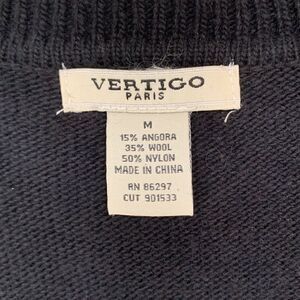 VERTIGO
PARIS
M
15% ANGORA
35% WOOL
50% NYLON
MADE IN CHINA
RN 86297
CUT 901533